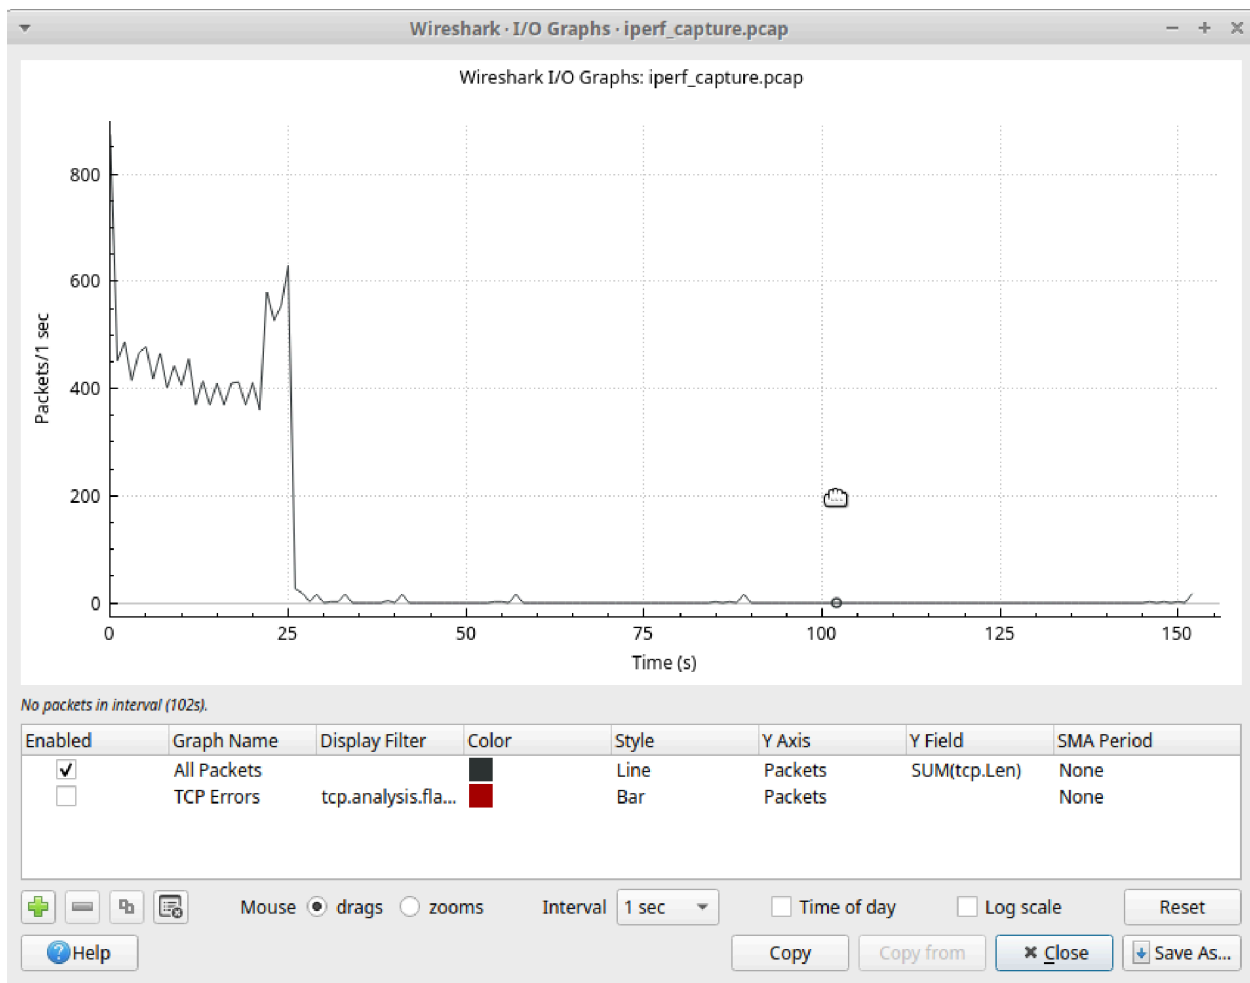 Wireshark · I/O Graphs · iperf_capture.pcap
Wireshark I/O Graphs: iperf_capture.pcap
800
600
400
200
0
Packets/1 sec
0 25 50 75 100 125 150
Time (s)
No packets in interval (102s).
Enabled Graph Name Display Filter Color Style Y Axis Y Field SMA Period
All Packets Line Packets SUM(tcp.Len) None
TCP Errors tcp.analysis.fla... Bar Packets None
Mouse drags zooms Interval 1 sec Time of day Log scale Reset
Help Copy Copy from Close Save As...